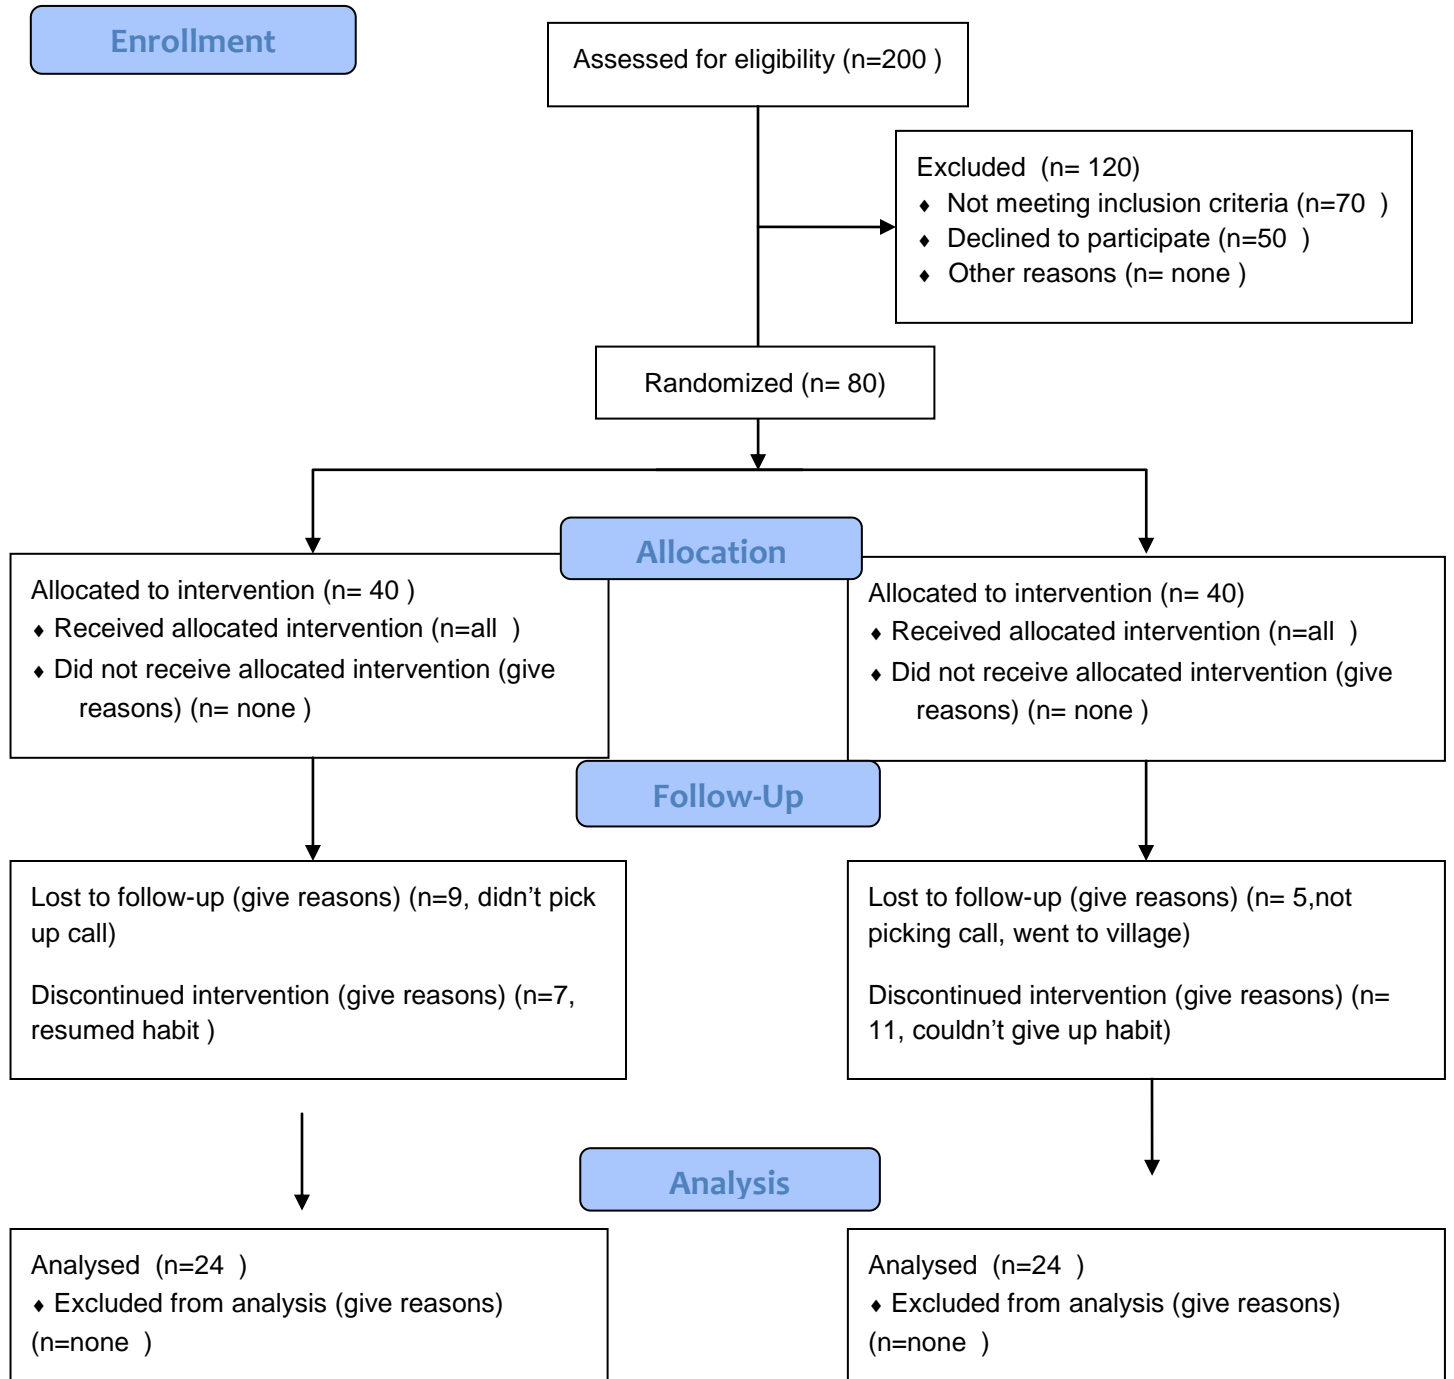 Enrollment
Assessed for eligibility (n=200 )
Excluded (n= 120)
♦ Not meeting inclusion criteria (n=70 )
♦ Declined to participate (n=50 )
♦ Other reasons (n= none )
Randomized (n= 80)
Allocation
Allocated to intervention (n= 40 )
♦ Received allocated intervention (n=all )
♦ Did not receive allocated intervention (give
reasons) (n= none )
Allocated to intervention (n= 40)
♦ Received allocated intervention (n=all )
♦ Did not receive allocated intervention (give
reasons) (n= none )
Follow-Up
Lost to follow-up (give reasons) (n=9, didn’t pick
up call)
Discontinued intervention (give reasons) (n=7,
resumed habit )
Lost to follow-up (give reasons) (n= 5,not
picking call, went to village)
Discontinued intervention (give reasons) (n=
11, couldn’t give up habit)
Analysis
Analysed (n=24 )
♦ Excluded from analysis (give reasons)
(n=none )
Analysed (n=24 )
♦ Excluded from analysis (give reasons)
(n=none )